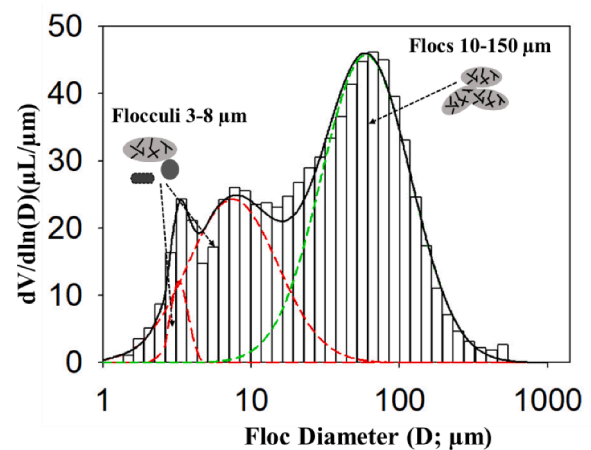 50
40
30
20
10
0
dV/dln(D)(μL/μm)
Flocs 10-150 μm
Flocculi 3-8 μm
1 10 100 1000
Floc Diameter (D; μm)